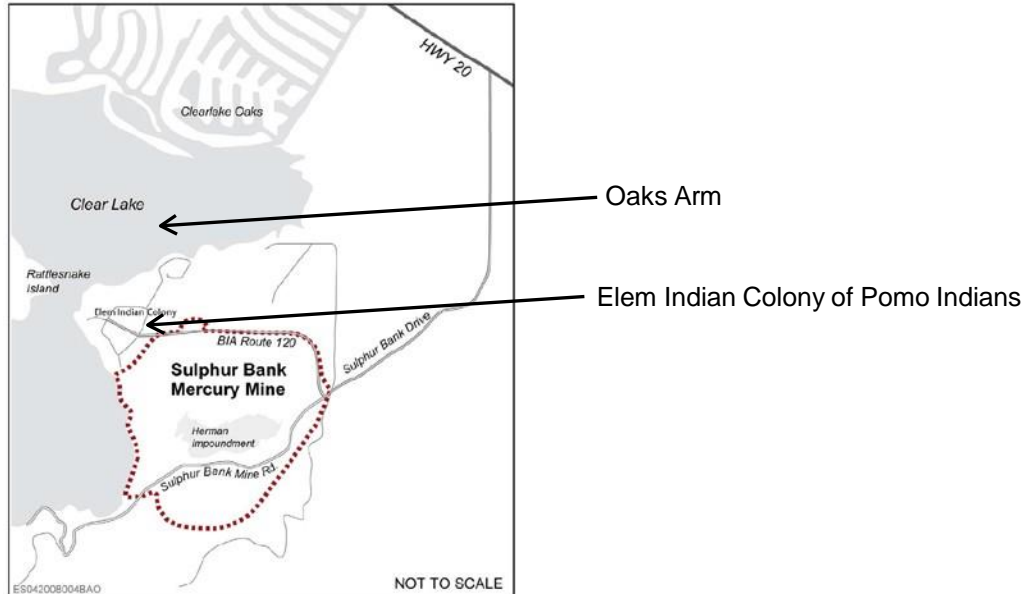 HWY 20
Clearlake Oaks
Clear Lake
Oaks Arm
Rattlesnake
Island
Elem Indian Colony
Elem Indian Colony of Pomo Indians
BIA Route 120
Sulphur Bank Drive
Sulphur Bank
Mercury Mine
Herman
Impoundment
Sulphur Bank Mine Rd.
ES042008004BAO
NOT TO SCALE